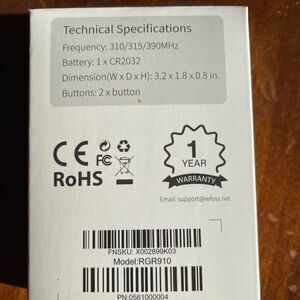 Technical Specifications
Frequency: 310/315/390MHz
Battery: 1 x CR2032
Dimension(W x D x H): 3.2 x 1.8 x 0.8 in.
Buttons: 2 x button
CE FC
RoHS
1
YEAR
WARRANTY
Email: support@refoss.net
FNSKU: X002899K03
Model:RGR910
PN:0561000004